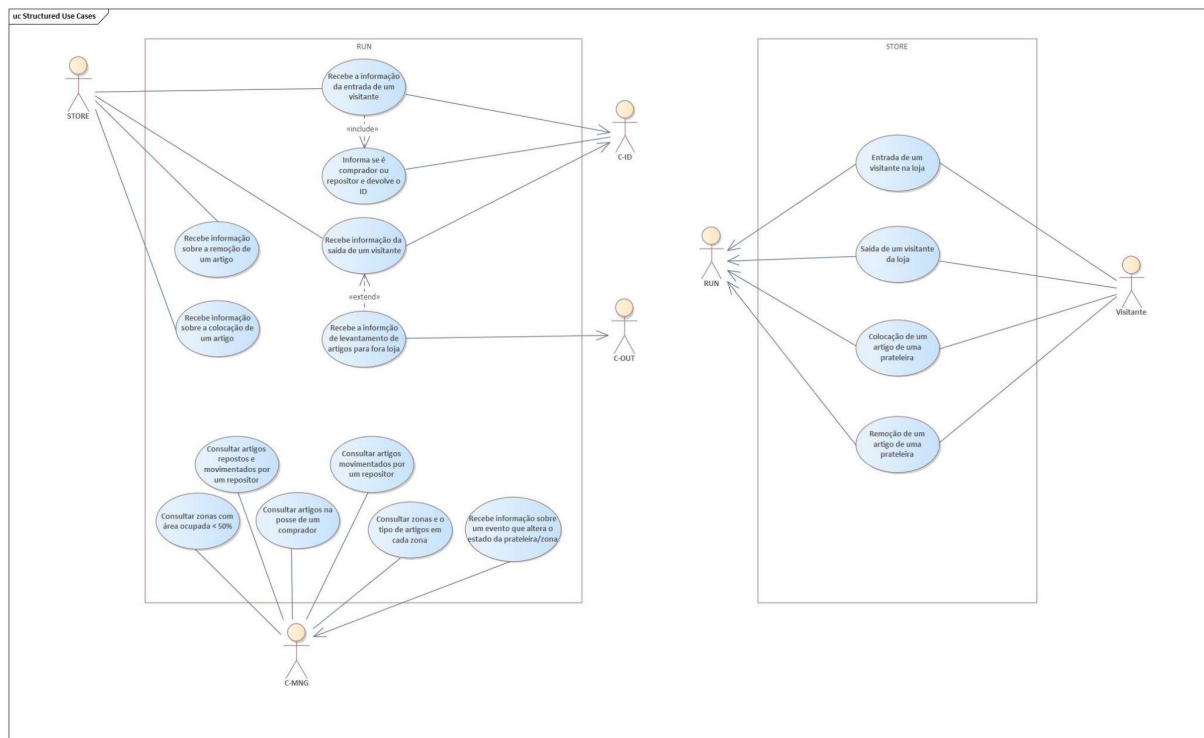 uc Structured Use Cases
RUN
STORE
STORE
Recebe a informação
da entrada de um
visitante
«include»
C-ID
Informa se é
comprador ou
repositor e devolve o
ID
Recebe informação
sobre a remoção de
um artigo
Recebe informação da
saída de um visitante
«extend»
Recebe informação
sobre a colocação de
um artigo
Recebe a informção
de levantamento de
artigos para fora loja
C-OUT
Entrada de um
visitante na loja
Saída de um visitante
da loja
RUN
Visitante
Colocação de um
artigo de uma
prateleira
Remoção de um
artigo de uma
prateleira
Consultar artigos
repostos e
movimentados por
um repositor
Consultar artigos
movimentados por
um repositor
Consultar zonas com
área ocupada < 50%
Consultar artigos na
posse de um
comprador
Consultar zonas e o
tipo de artigos em
cada zona
Recebe informação sobre
um evento que altera o
estado da prateleira/zona
C-MNG